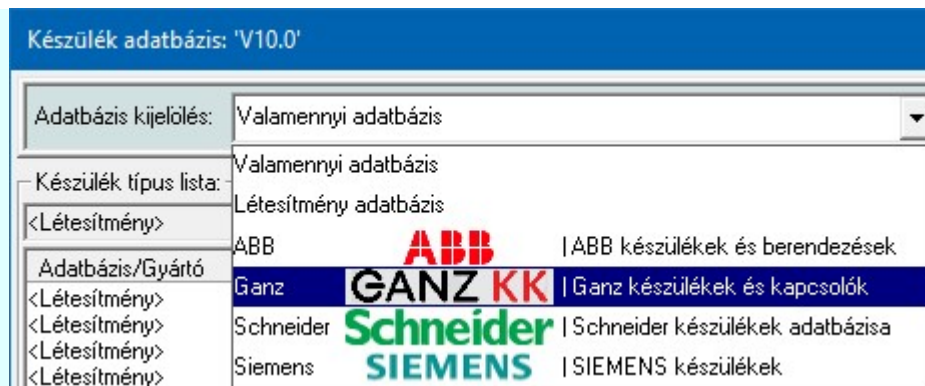 Készülék adatbázis: 'V10.0'
Adatbázis kijelölés: Valamennyi adatbázis
Valamennyi adatbázis
Készülék típus lista:
Létesítmény adatbázis
<Létesítmény>
ABB ABB | ABB készülékek és berendezések
Adatbázis/Gyártó
Ganz GANZ KK | Ganz készülékek és kapcsolók
<Létesítmény>
<Létesítmény>
Schneider Schneider | Schneider készülékek adatbázisa
<Létesítmény>
Siemens SIEMENS | SIEMENS készülékek
<Létesítmény>